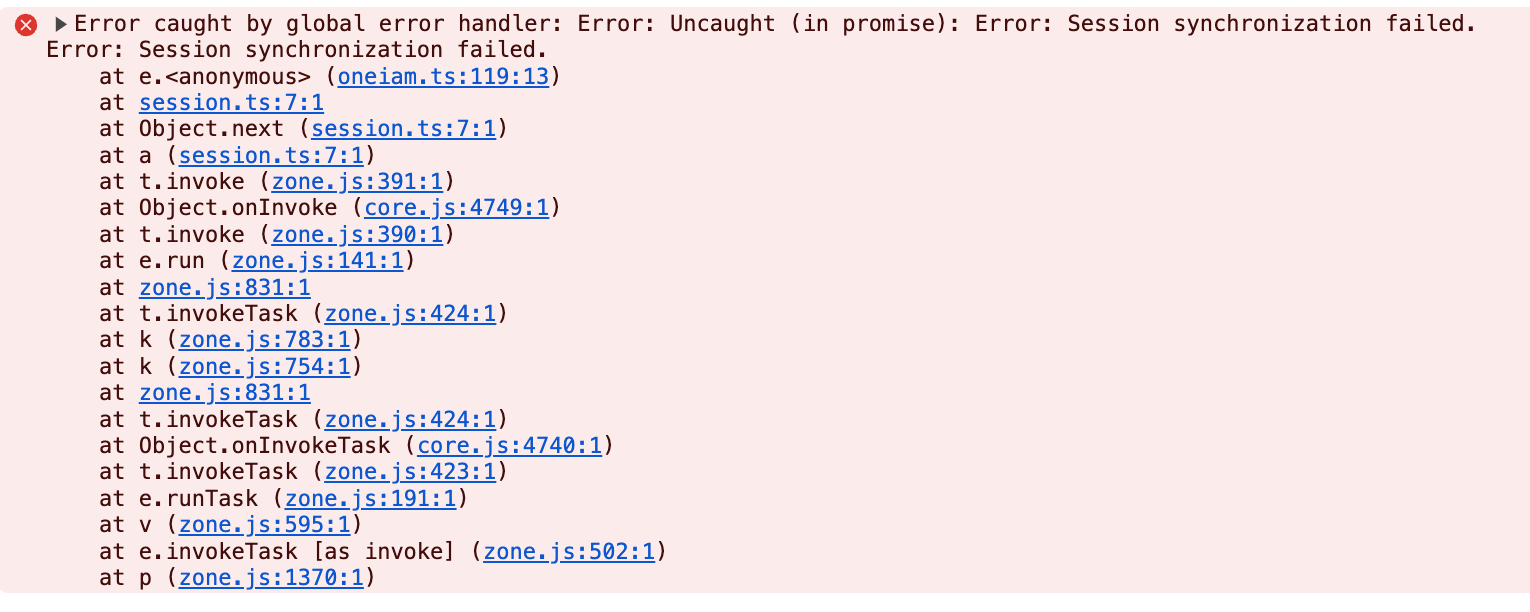 Error caught by global error handler: Error: Uncaught (in promise): Error: Session synchronization failed.
Error: Session synchronization failed.
at e.<anonymous> (oneiam.ts:119:13)
at session.ts:7:1
at Object.next (session.ts:7:1)
at a (session.ts:7:1)
at t.invoke (zone.js:391:1)
at Object.onInvoke (core.js:4749:1)
at t.invoke (zone.js:390:1)
at e.run (zone.js:141:1)
at zone.js:831:1
at t.invokeTask (zone.js:424:1)
at k (zone.js:783:1)
at k (zone.js:754:1)
at zone.js:831:1
at t.invokeTask (zone.js:424:1)
at Object.onInvokeTask (core.js:4740:1)
at t.invokeTask (zone.js:423:1)
at e.runTask (zone.js:191:1)
at v (zone.js:595:1)
at e.invokeTask [as invoke] (zone.js:502:1)
at p (zone.js:1370:1)